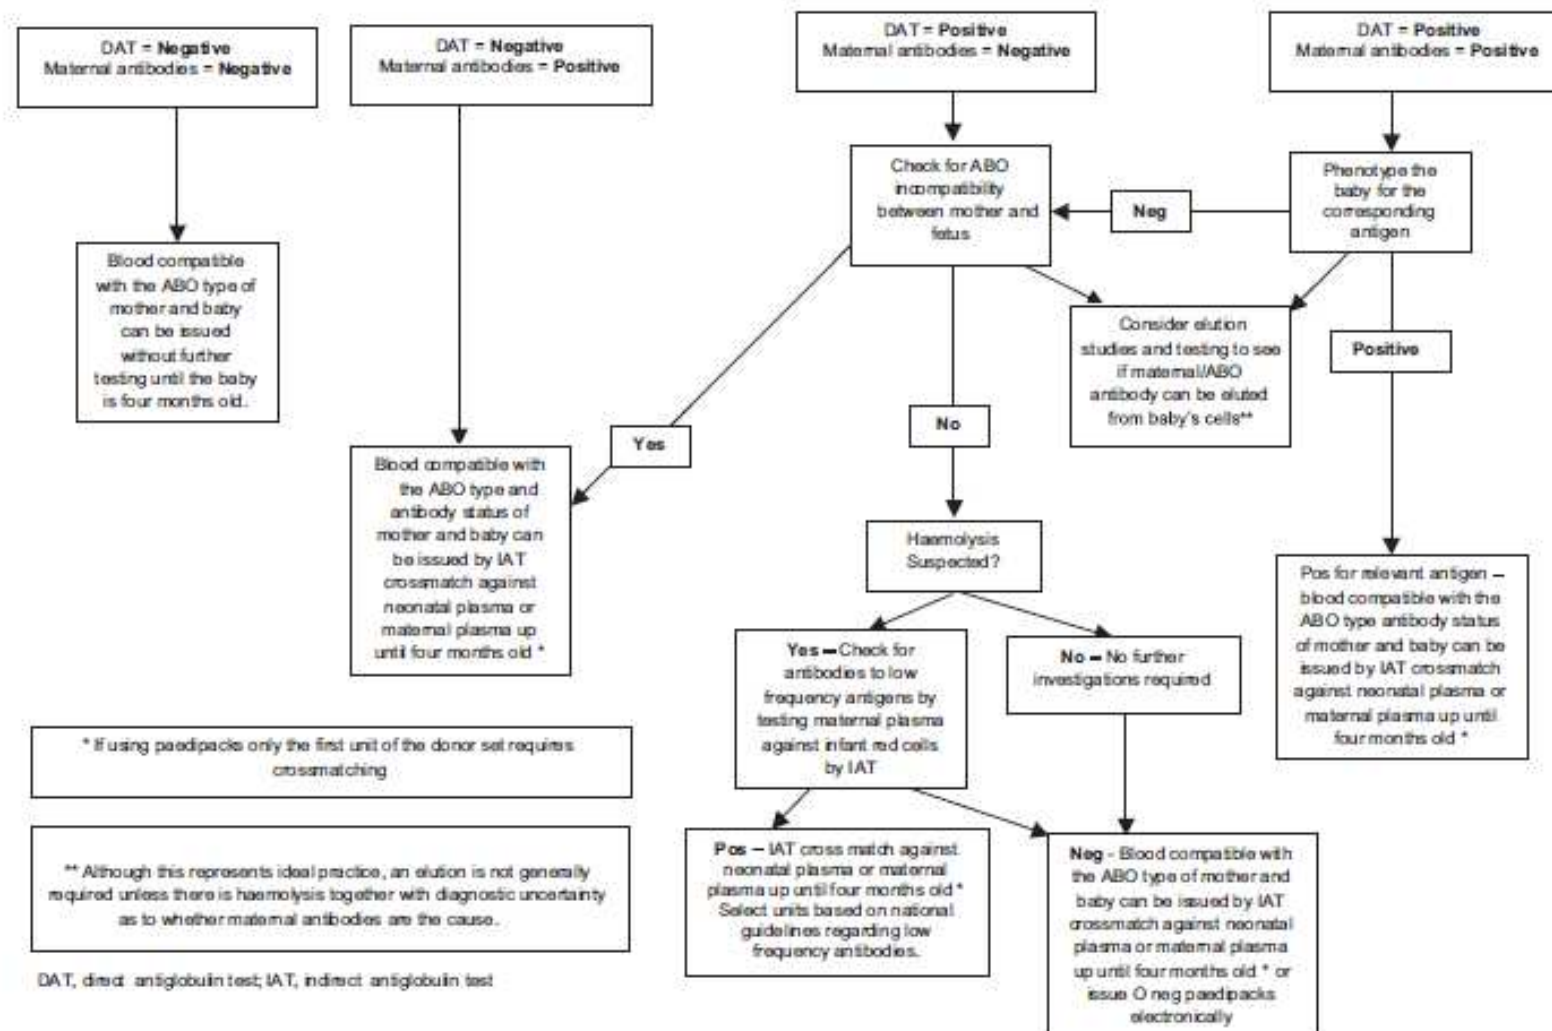 DAT = Negative
Maternal antibodies = Negative
DAT = Negative
Maternal antibodies = Positive
DAT = Positive
Maternal antibodies = Negative
DAT = Positive
Maternal antibodies = Positive
Check for ABO
incompatibility
between mother and
fetus
Neg
Phenotype the
baby for the
corresponding
antigen
Blood compatible
with the ABO type of
mother and baby
can be issued
without further
testing until the baby
is four months old.
Consider elution
studies and testing to see
if maternal/ABO
antibody can be eluted
from baby's cells**
Positive
Yes
No
Blood compatible with
the ABO type and
antibody status of
mother and baby can
be issued by IAT
crossmatch against
neonatal plasma or
maternal plasma up
until four months old *
Haemolysis
Suspected?
Pos for relevant antigen –
blood compatible with the
ABO type antibody status
of mother and baby can be
issued by IAT crossmatch
against neonatal plasma or
maternal plasma up until
four months old *
Yes – Check for
antibodies to low
frequency antigens by
testing maternal plasma
against infant red cells
by IAT
No – No further
investigations required
* If using paedipacks only the first unit of the donor set requires
crossmatching
** Although this represents ideal practice, an elution is not generally
required unless there is haemolysis together with diagnostic uncertainty
as to whether maternal antibodies are the cause.
Pos – IAT cross match against
neonatal plasma or maternal
plasma up until four months old *
Select units based on national
guidelines regarding low
frequency antibodies.
Neg - Blood compatible with
the ABO type of mother and
baby can be issued by IAT
crossmatch against neonatal
plasma or maternal plasma
up until four months old * or
issue O neg paedipacks
electronically
DAT, direct antiglobulin test; IAT, indirect antiglobulin test